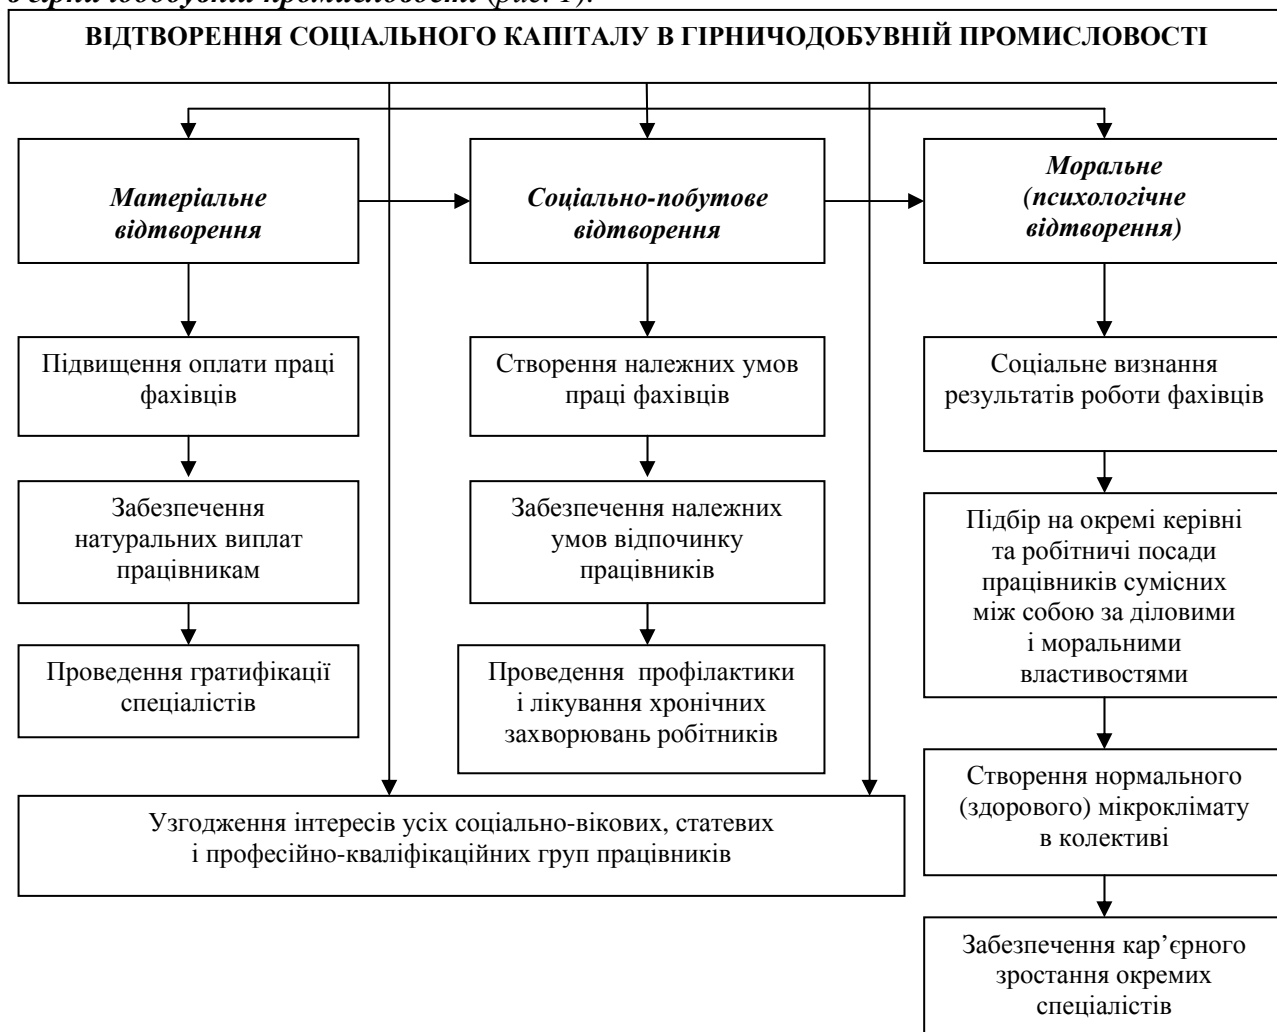 (рис. 1).
ВІДТВОРЕННЯ СОЦІАЛЬНОГО КАПІТАЛУ В ГІРНИЧОДОБУВНІЙ ПРОМИСЛОВОСТІ
Матеріальне
відтворення
Соціально-побутове
відтворення
Моральне
(психологічне
відтворення)
Підвищення оплати праці
фахівців
Створення належних умов
праці фахівців
Соціальне визнання
результатів роботи фахівців
Забезпечення
натуральних виплат
працівникам
Забезпечення належних
умов відпочинку
працівників
Підбір на окремі керівні
та робітничі посади
працівників сумісних
між собою за діловими
і моральними
властивостями
Проведення гратифікації
спеціалістів
Проведення профілактики
і лікування хронічних
захворювань робітників
Створення нормального
(здорового) мікроклімату
в колективі
Узгодження інтересів усіх соціально-вікових, статевих
і професійно-кваліфікаційних груп працівників
Забезпечення кар’єрного
зростання окремих
спеціалістів